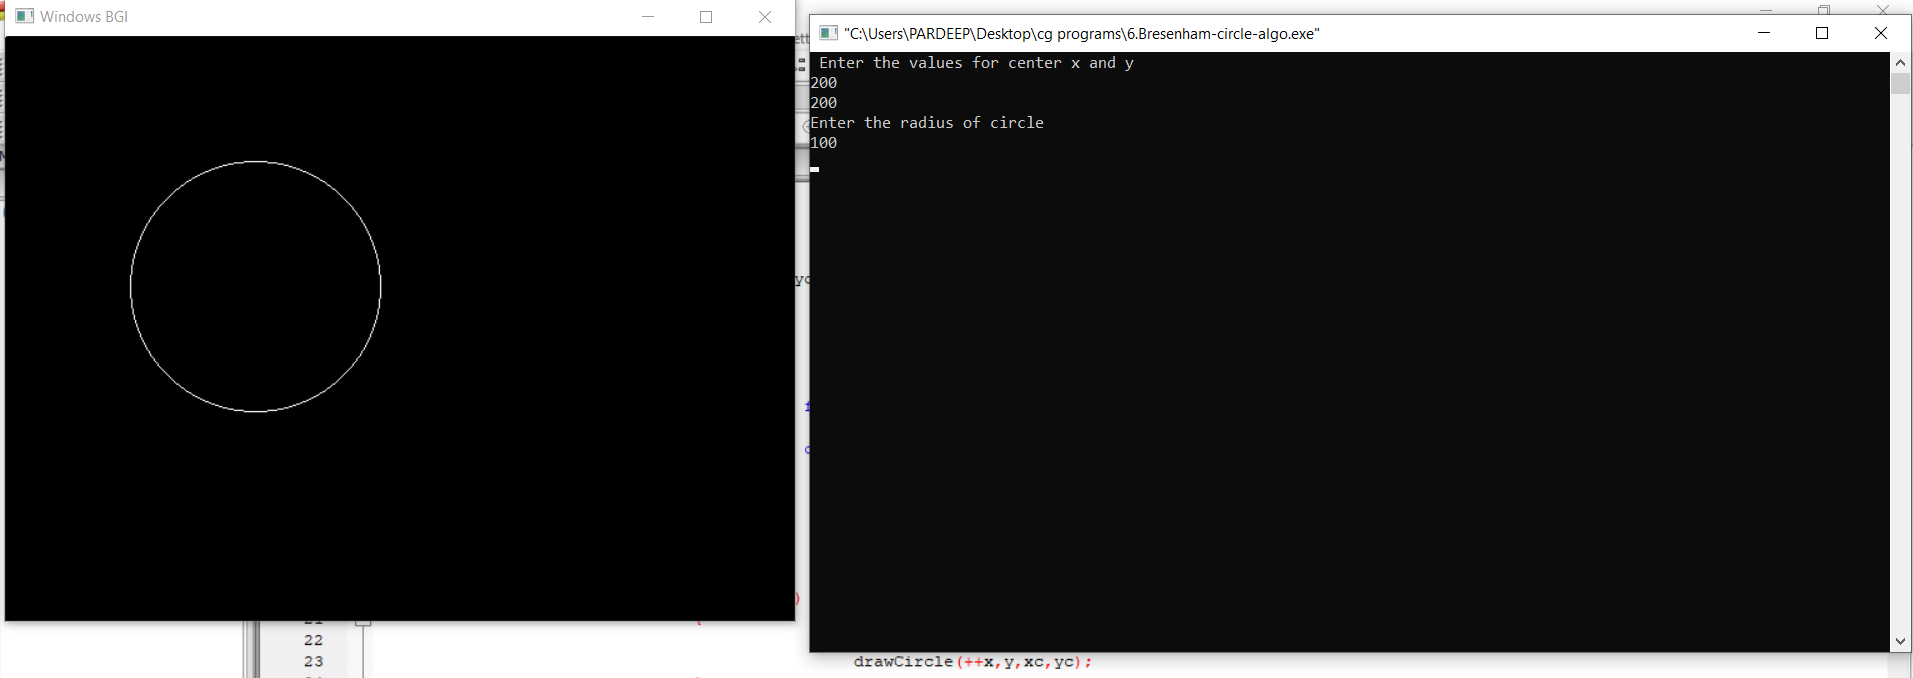 Windows BGI
"C:\Users\PARDEEP\Desktop\cg programs\6.Bresenham-circle-algo.exe"
Enter the values for center x and y
200
200
Enter the radius of circle
100
22
23
drawCircle(++x,y,xc,yc);